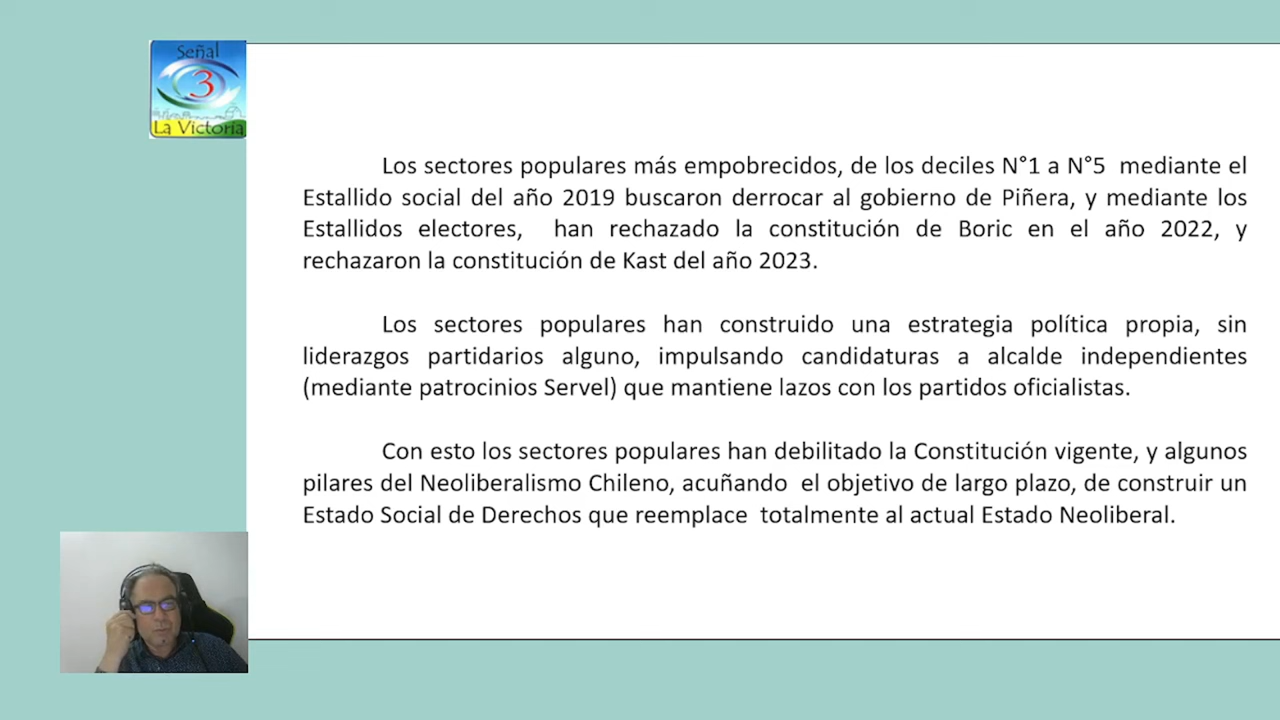 Señal
3
La Victoria
Los sectores populares más empobrecidos, de los deciles N°1 a N°5 mediante el
Estallido social del año 2019 buscaron derrocar al gobierno de Piñera, y mediante los
Estallidos electores, han rechazado la constitución de Boric en el año 2022, y
rechazaron la constitución de Kast del año 2023.
Los sectores populares han construido una estrategia política propia, sin
liderazgos partidarios alguno, impulsando candidaturas a alcalde independientes
(mediante patrocinios Servel) que mantiene lazos con los partidos oficialistas.
Con esto los sectores populares han debilitado la Constitución vigente, y algunos
pilares del Neoliberalismo Chileno, acuñando el objetivo de largo plazo, de construir un
Estado Social de Derechos que reemplace totalmente al actual Estado Neoliberal.